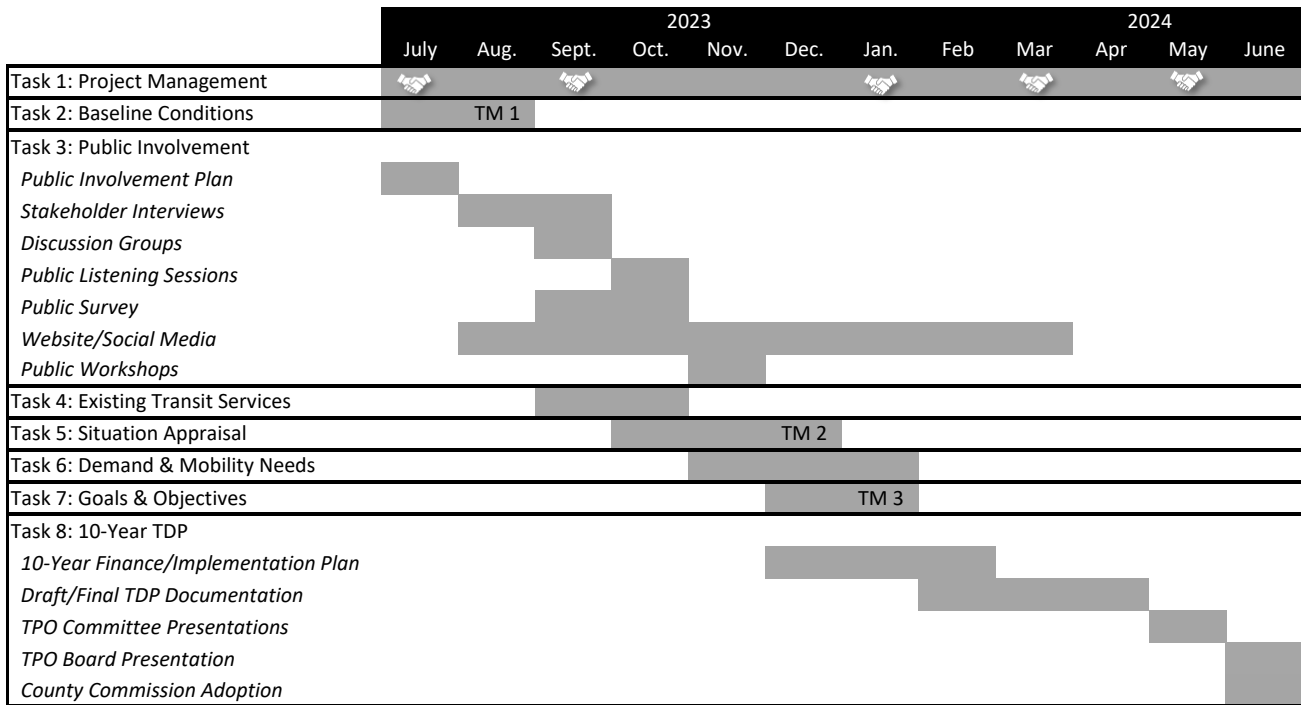 2023 2024
July Aug. Sept. Oct. Nov. Dec. Jan. Feb Mar Apr May June
Task 1: Project Management
Task 2: Baseline Conditions TM 1
Task 3: Public Involvement
Public Involvement Plan
Stakeholder Interviews
Discussion Groups
Public Listening Sessions
Public Survey
Website/Social Media
Public Workshops
Task 4: Existing Transit Services
Task 5: Situation Appraisal TM 2
Task 6: Demand & Mobility Needs
Task 7: Goals & Objectives TM 3
Task 8: 10-Year TDP
10-Year Finance/Implementation Plan
Draft/Final TDP Documentation
TPO Committee Presentations
TPO Board Presentation
County Commission Adoption